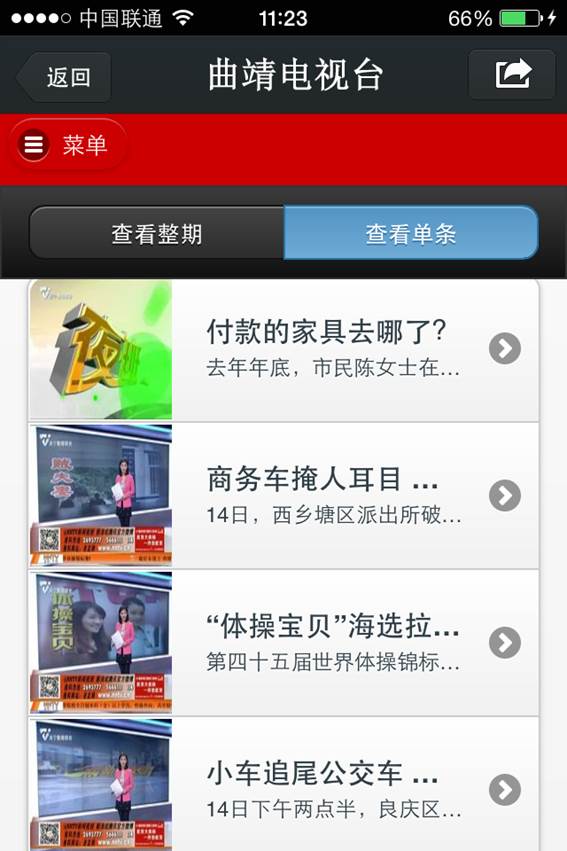 中国联通
11:23
66%
返回
曲靖电视台
菜单
查看整期
查看单条
付款的家具去哪了?
去年年底，市民陈女士在...
商务车掩人耳目 ...
14日，西乡塘区派出所破...
“体操宝贝”海选拉...
第四十五届世界体操锦标...
体操宝贝
小车追尾公交车 ...
14日下午两点半，良庆区...